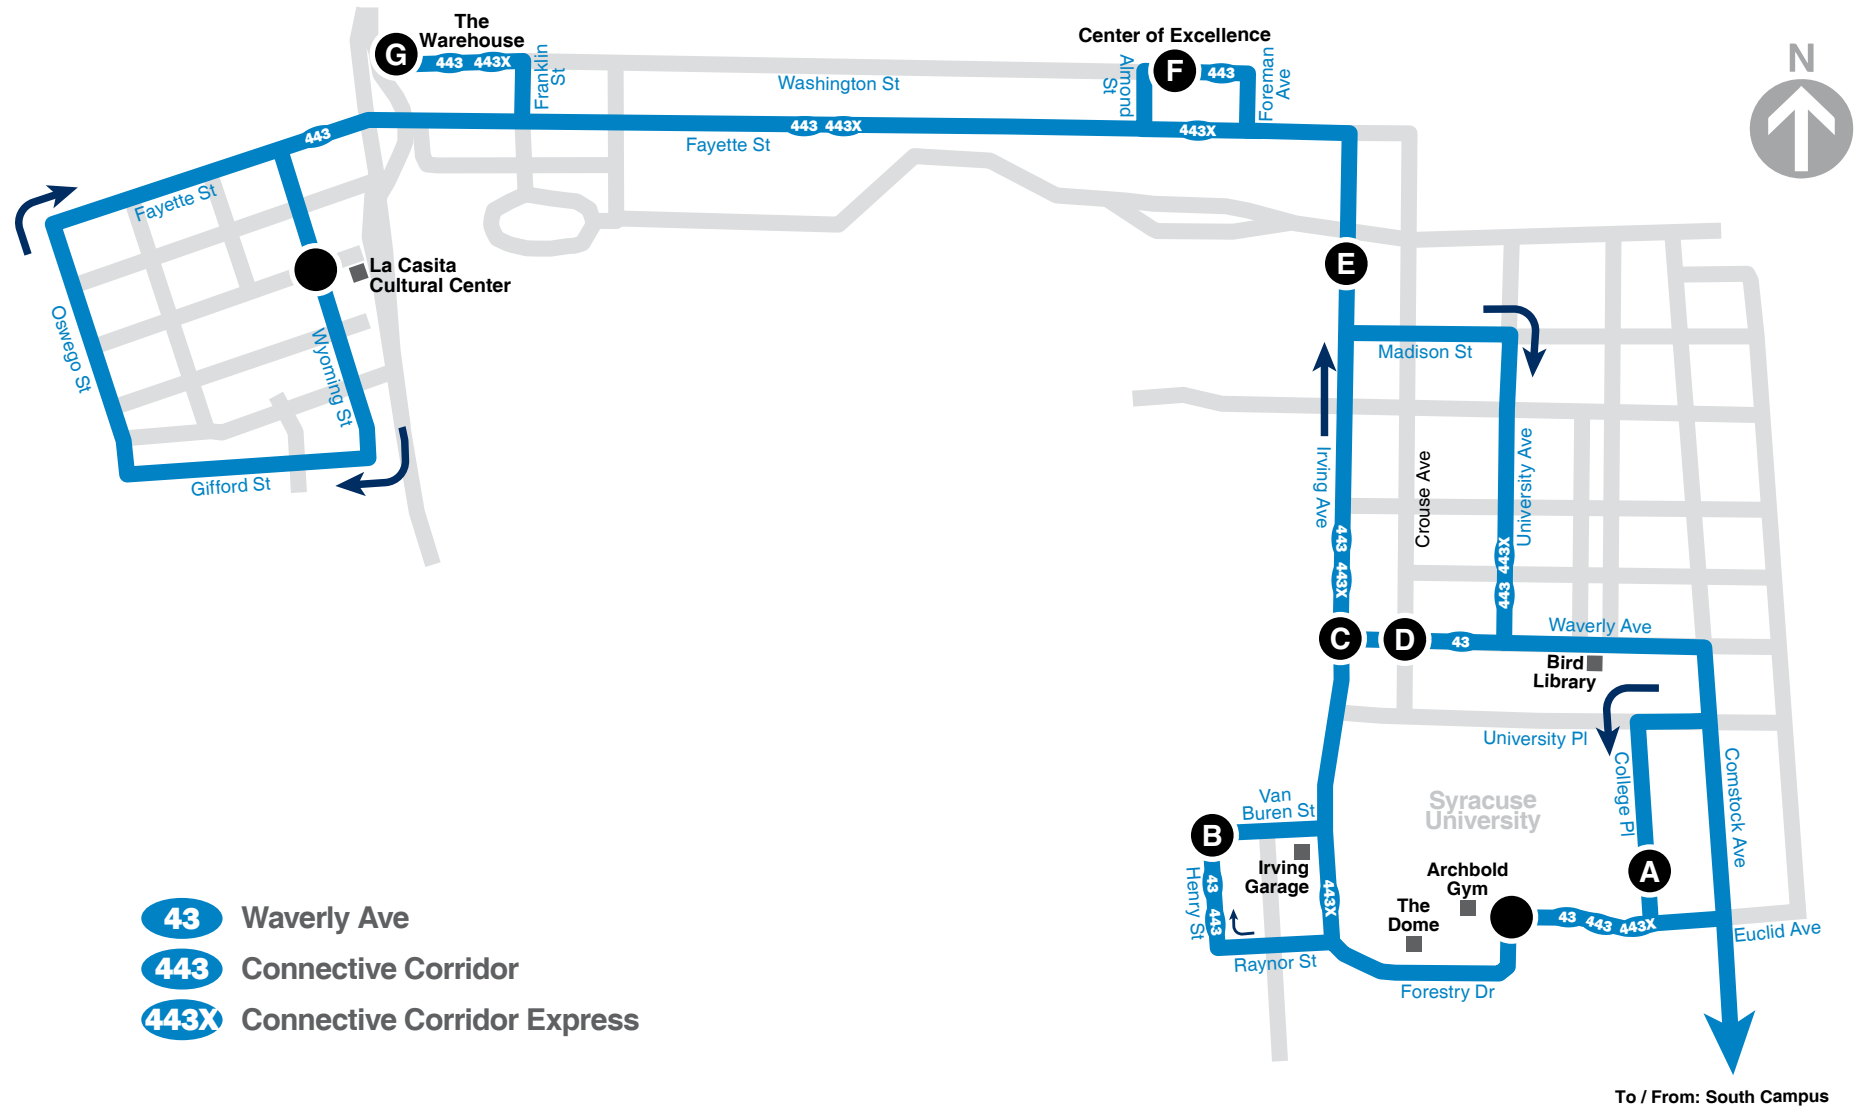 The
Warehouse
G
443 443X
Franklin
St
Washington St
Center of Excellence
Almond
St
F
443
Foreman
Ave
N
443
443 443X
443X
Fayette St
Fayette St
La Casita
Cultural Center
Oswego St
Wyoming St
Gifford St
E
Madison St
Irving Ave
Crouse Ave
University Ave
443
443X
443X
443
C
D
43
Waverly Ave
Bird
Library
University Pl
College Pl
Comstock Ave
Syracuse
University
Van
Buren St
B
Irving
Garage
Henry St
43
443
443X
Raynor St
Archbold
Gym
The
Dome
A
43 443 443X
Euclid Ave
Forestry Dr
43 Waverly Ave
443 Connective Corridor
443X Connective Corridor Express
To / From: South Campus